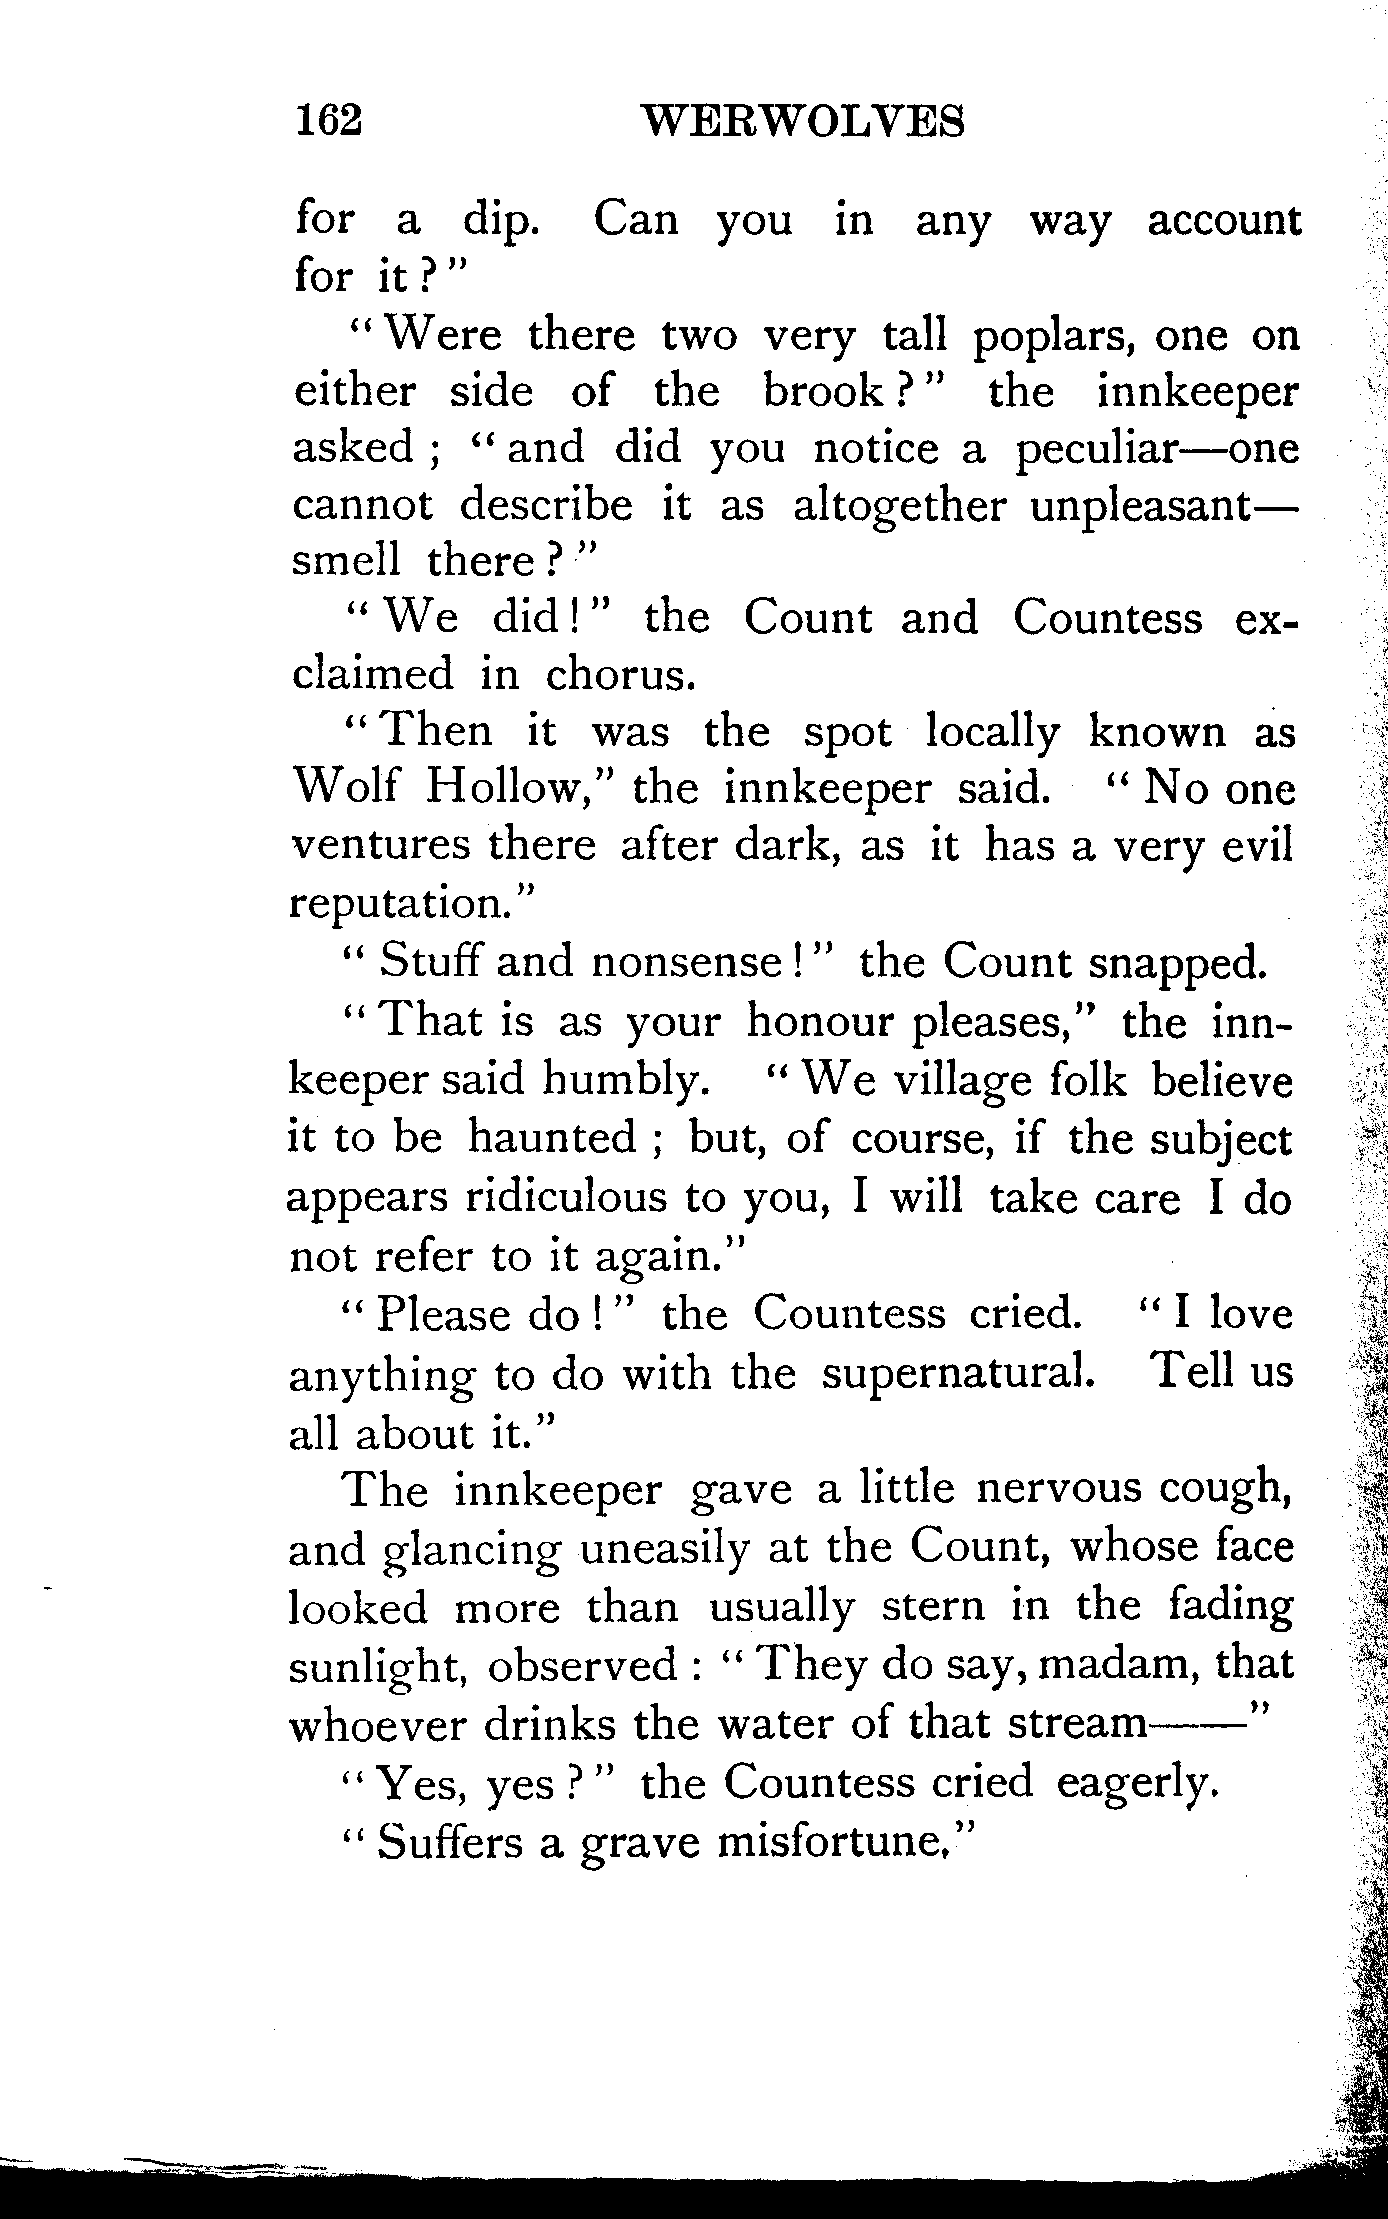 162 WERWOLVES
for a dip. Can you in any way account
for it ? "
" Were there two very tall poplars, one on
either side of the brook ? " the innkeeper
asked ; " and did you notice a peculiar—one
cannot describe it as altogether unpleasant—
smell there ? "
" We did ! " the Count and Countess ex-
claimed in chorus.
" Then it was the spot locally known as
Wolf Hollow," the innkeeper said. " No one
ventures there after dark, as it has a very evil
reputation."
" Stuff and nonsense ! " the Count snapped.
" That is as your honour pleases," the inn-
keeper said humbly. " We village folk believe
it to be haunted ; but, of course, if the subject
appears ridiculous to you, I will take care I do
not refer to it again."
" Please do ! " the Countess cried. " I love
anything to do with the supernatural. Tell us
all about it."
The innkeeper gave a little nervous cough,
and glancing uneasily at the Count, whose face
looked more than usually stern in the fading
sunlight, observed : " They do say, madam, that
whoever drinks the water of that stream——"
" Yes, yes ? " the Countess cried eagerly.
" Suffers a grave misfortune."